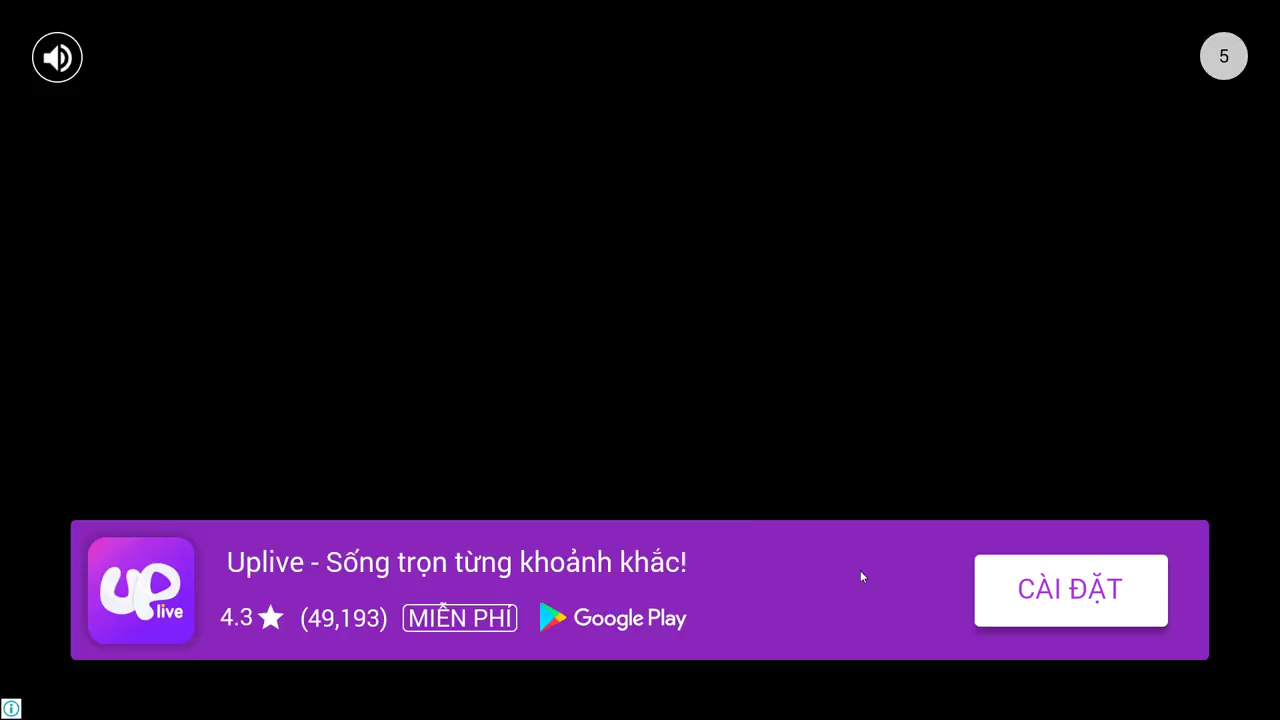 5
Uplive - Sống trọn từng khoảnh khắc!
up live
4.3 (49,193) MIỄN PHÍ Google Play
CÀI ĐẶT